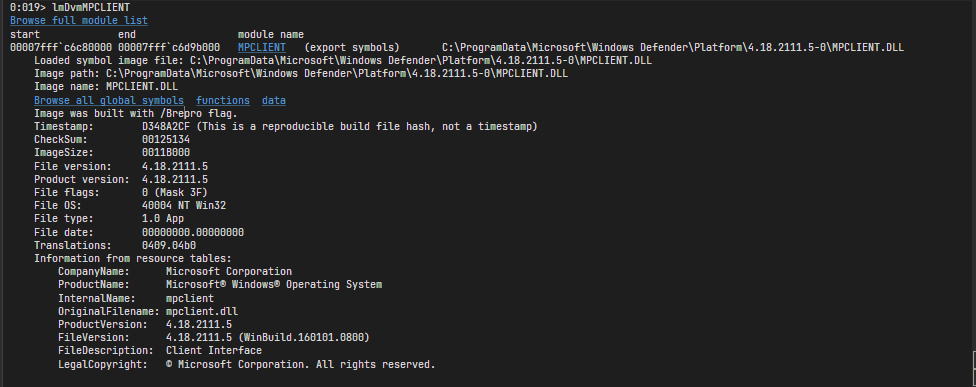 0:019> lmDvmMPCLIENT
Browse full module list
start end module name
00007fff`c6c80000 00007fff`c6d9b000 MPCLIENT (export symbols) C:\ProgramData\Microsoft\Windows Defender\Platform\4.18.2111.5-0\MPCLIENT.DLL
Loaded symbol image file: C:\ProgramData\Microsoft\Windows Defender\Platform\4.18.2111.5-0\MPCLIENT.DLL
Image path: C:\ProgramData\Microsoft\Windows Defender\Platform\4.18.2111.5-0\MPCLIENT.DLL
Image name: MPCLIENT.DLL
Browse all global symbols functions data
Image was built with /Brepro flag.
Timestamp: D348A2CF (This is a reproducible build file hash, not a timestamp)
CheckSum: 00125134
ImageSize: 0011B000
File version: 4.18.2111.5
Product version: 4.18.2111.5
File flags: 0 (Mask 3F)
File OS: 40004 NT Win32
File type: 1.0 App
File date: 00000000.00000000
Translations: 0409.04b0
Information from resource tables:
CompanyName: Microsoft Corporation
ProductName: Microsoft® Windows® Operating System
InternalName: mpclient
OriginalFilename: mpclient.dll
ProductVersion: 4.18.2111.5
FileVersion: 4.18.2111.5 (WinBuild.160101.0800)
FileDescription: Client Interface
LegalCopyright: © Microsoft Corporation. All rights reserved.